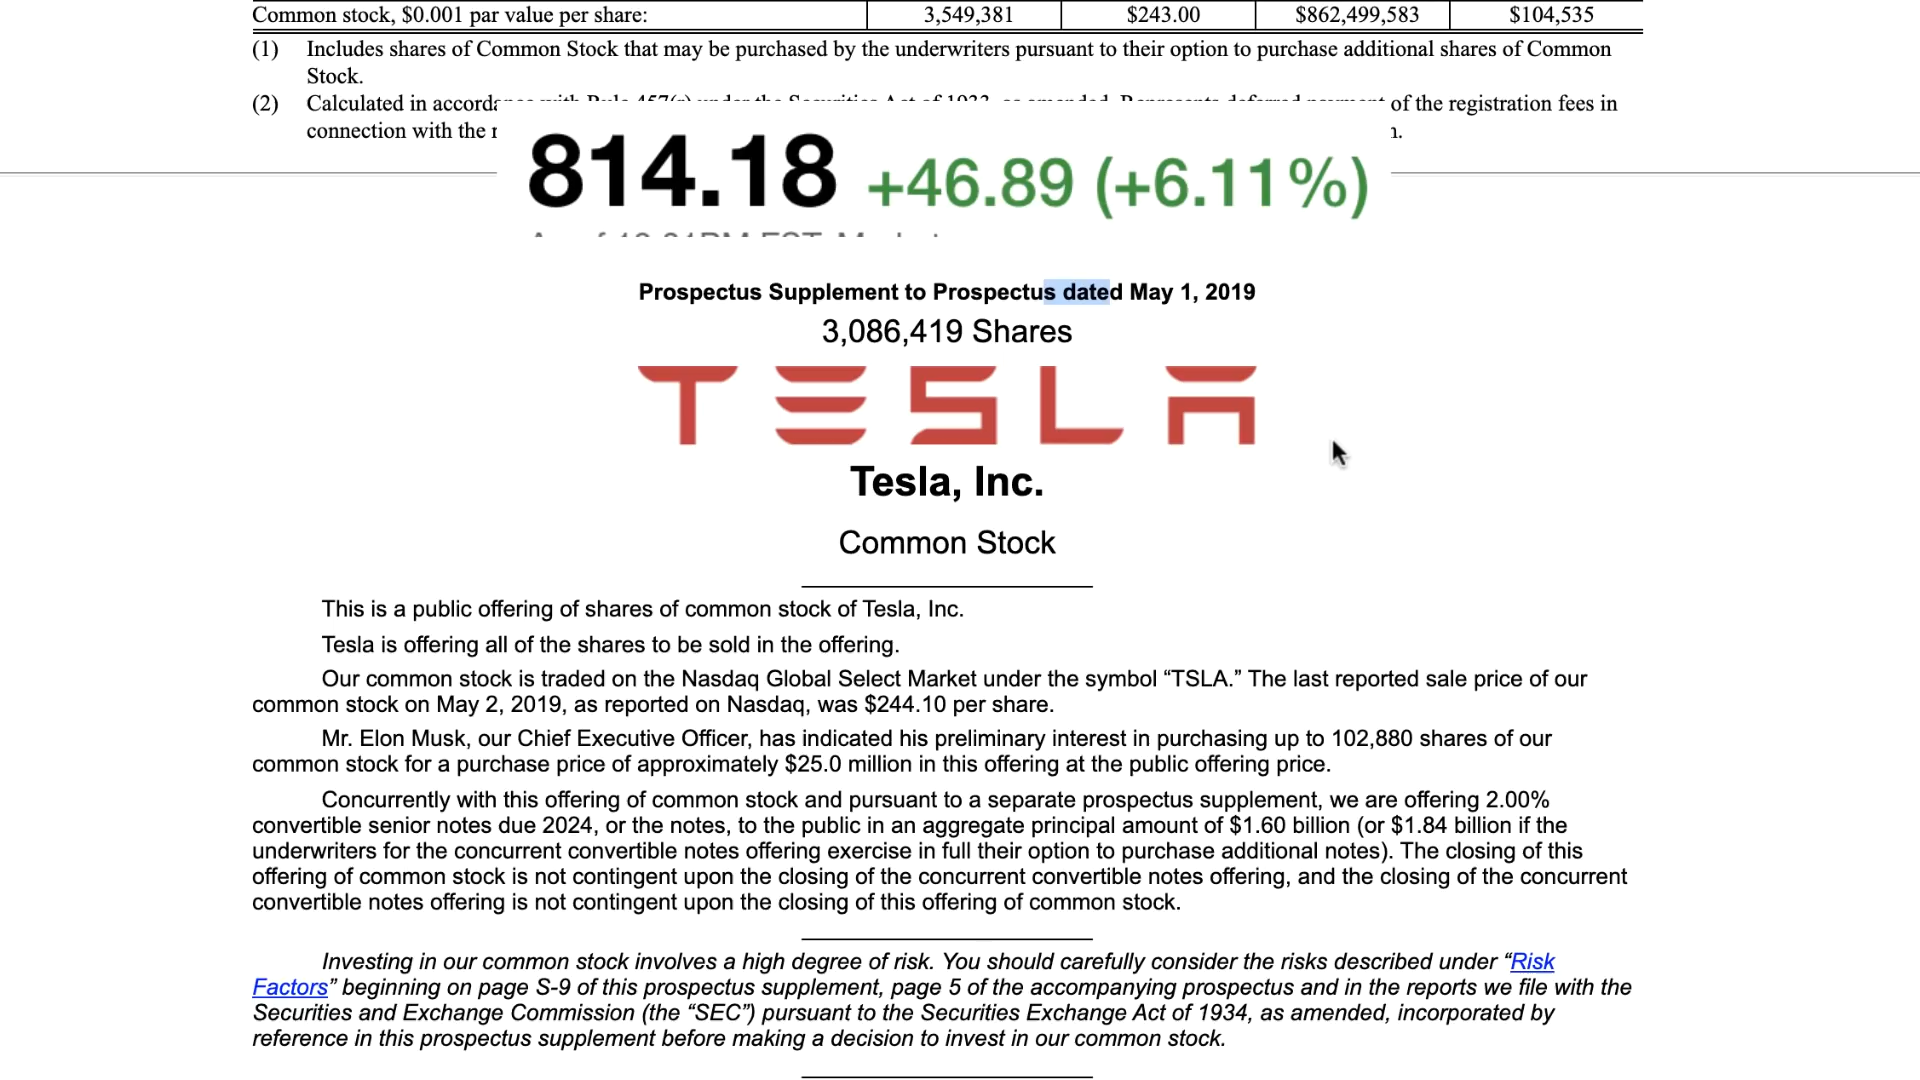 Common stock, $0.001 par value per share: 3,549,381 $243.00 $862,499,583 $104,535
(1) Includes shares of Common Stock that may be purchased by the underwriters pursuant to their option to purchase additional shares of Common
Stock.
(2) Calculated in accordance with Rule 457(r) under the Securities Act of 1933, as amended. Represents deferred payment of the registration fees in
connection with the
814.18 +46.89 (+6.11%)
Prospectus Supplement to Prospectus dated May 1, 2019
3,086,419 Shares
TESLA
Tesla, Inc.
Common Stock
This is a public offering of shares of common stock of Tesla, Inc.
Tesla is offering all of the shares to be sold in the offering.
Our common stock is traded on the Nasdaq Global Select Market under the symbol “TSLA.” The last reported sale price of our
common stock on May 2, 2019, as reported on Nasdaq, was $244.10 per share.
Mr. Elon Musk, our Chief Executive Officer, has indicated his preliminary interest in purchasing up to 102,880 shares of our
common stock for a purchase price of approximately $25.0 million in this offering at the public offering price.
Concurrently with this offering of common stock and pursuant to a separate prospectus supplement, we are offering 2.00%
convertible senior notes due 2024, or the notes, to the public in an aggregate principal amount of $1.60 billion (or $1.84 billion if the
underwriters for the concurrent convertible notes offering exercise in full their option to purchase additional notes). The closing of this
offering of common stock is not contingent upon the closing of the concurrent convertible notes offering, and the closing of the concurrent
convertible notes offering is not contingent upon the closing of this offering of common stock.
Investing in our common stock involves a high degree of risk. You should carefully consider the risks described under “Risk
Factors” beginning on page S-9 of this prospectus supplement, page 5 of the accompanying prospectus and in the reports we file with the
Securities and Exchange Commission (the “SEC”) pursuant to the Securities Exchange Act of 1934, as amended, incorporated by
reference in this prospectus supplement before making a decision to invest in our common stock.